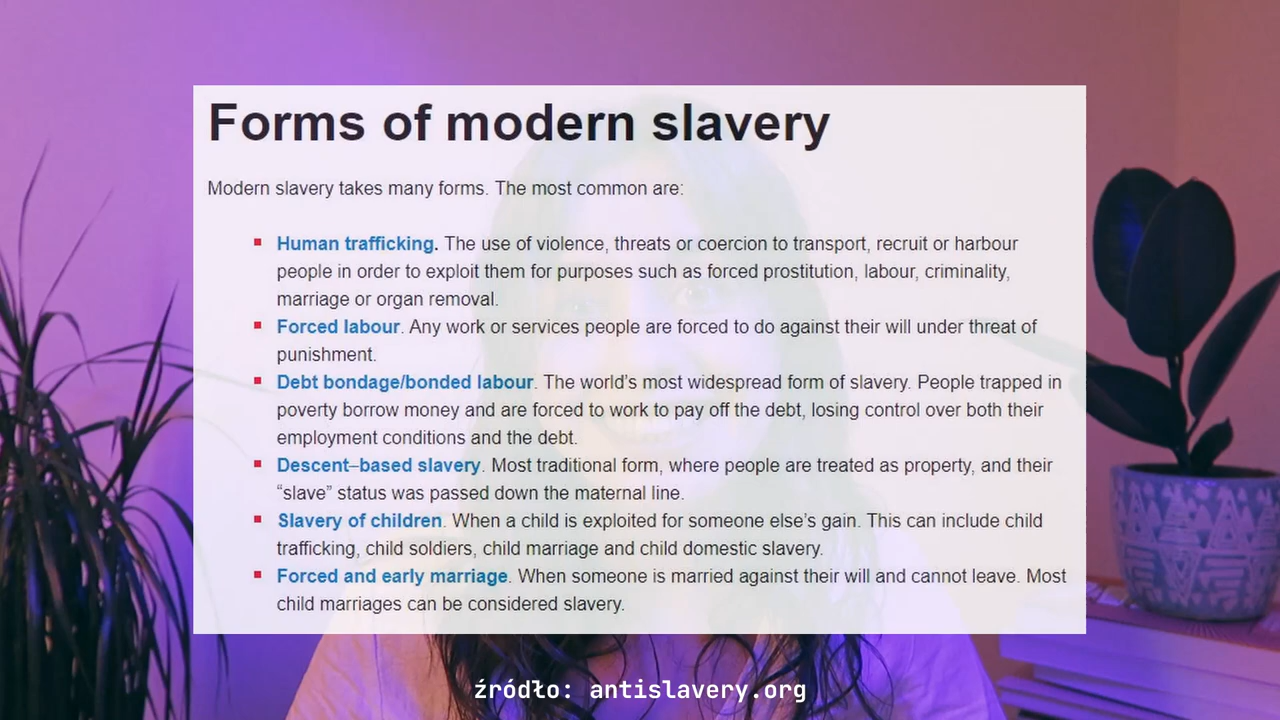 Forms of modern slavery
Modern slavery takes many forms. The most common are:
Human trafficking. The use of violence, threats or coercion to transport, recruit or harbour
people in order to exploit them for purposes such as forced prostitution, labour, criminality,
marriage or organ removal.
Forced labour. Any work or services people are forced to do against their will under threat of
punishment.
Debt bondage/bonded labour. The world’s most widespread form of slavery. People trapped in
poverty borrow money and are forced to work to pay off the debt, losing control over both their
employment conditions and the debt.
Descent–based slavery. Most traditional form, where people are treated as property, and their
“slave” status was passed down the maternal line.
Slavery of children. When a child is exploited for someone else’s gain. This can include child
trafficking, child soldiers, child marriage and child domestic slavery.
Forced and early marriage. When someone is married against their will and cannot leave. Most
child marriages can be considered slavery.
źródło: antislavery.org